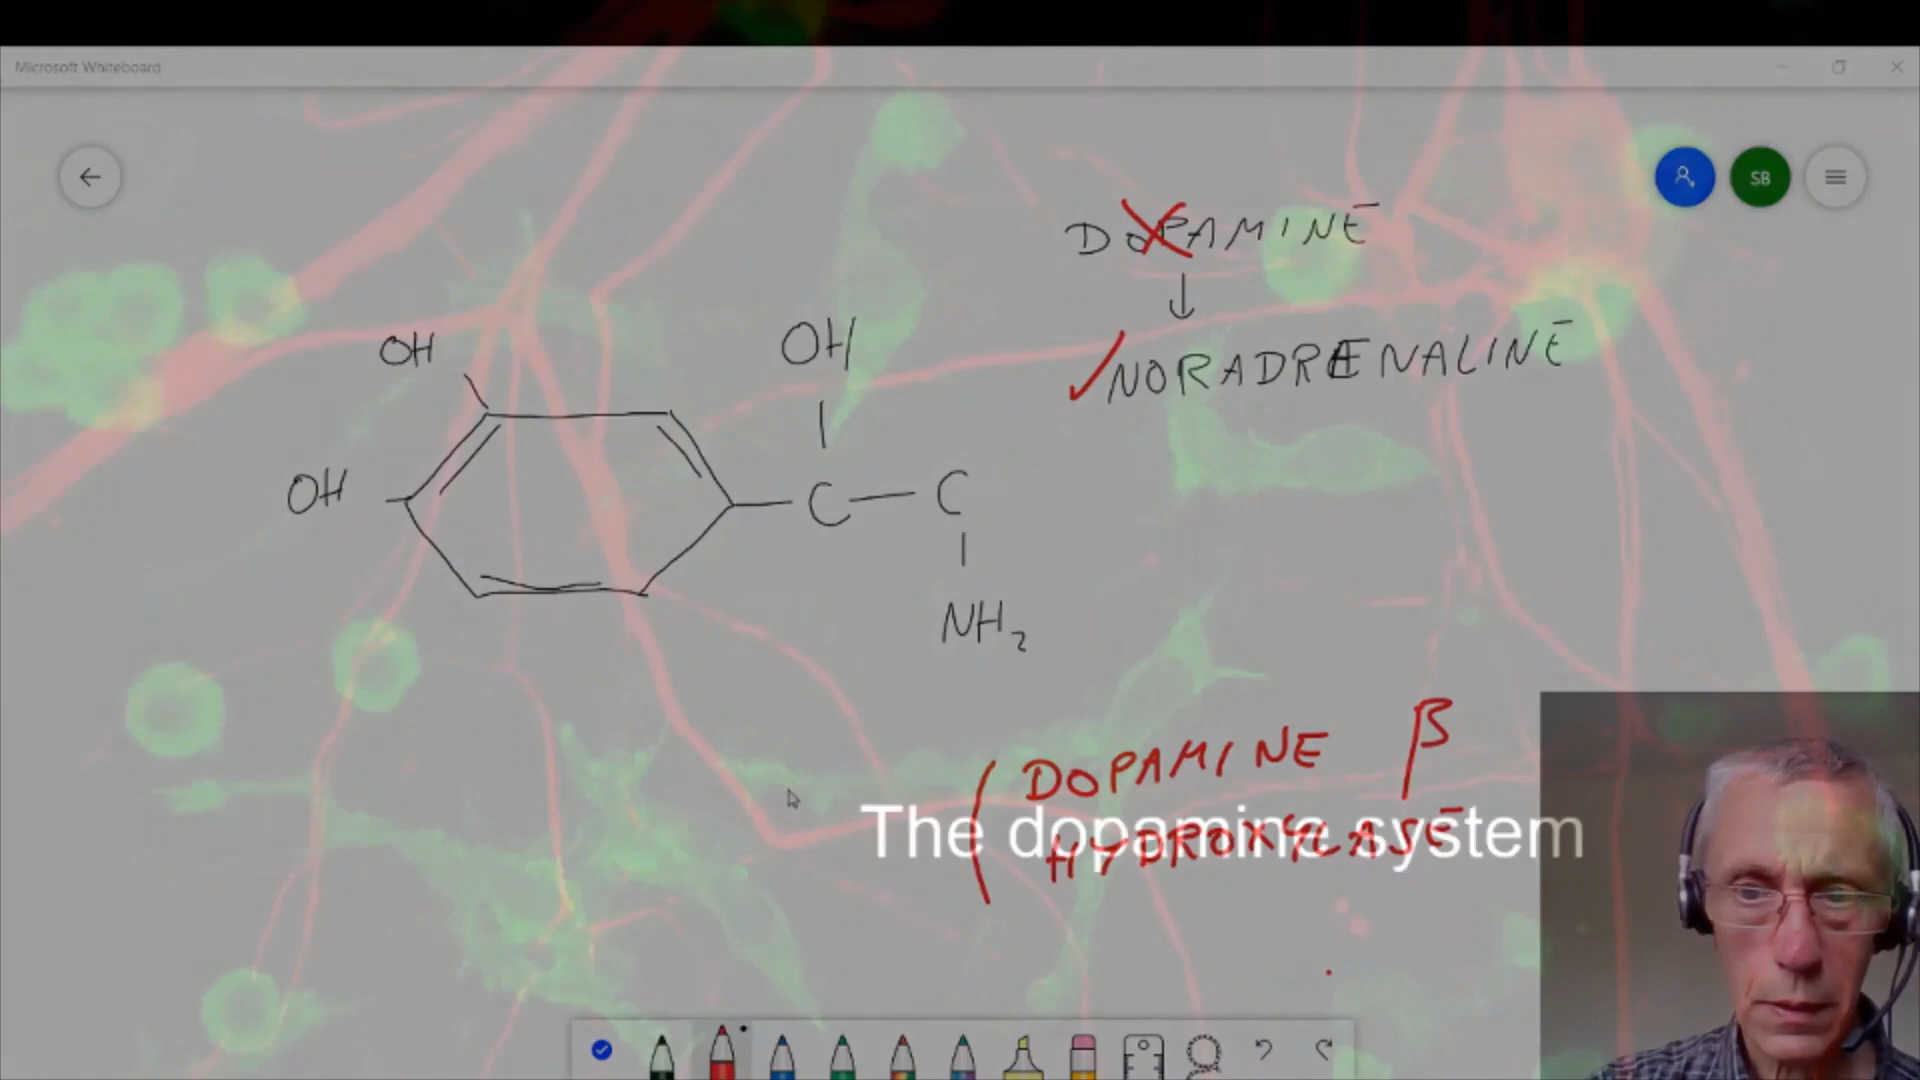 Microsoft Whiteboard
SB
DOPAMINE
↓
NORADRENALINE
OH
OH
OH
C — C
NH₂
(DOPAMINE β
HYDROXYLASE
The dopamine system